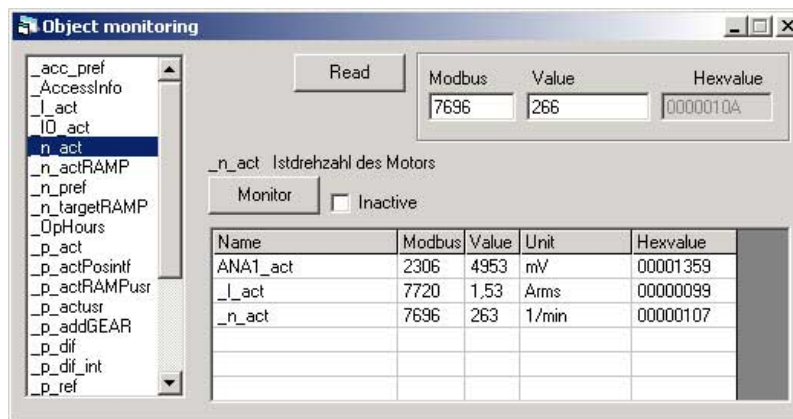 Object monitoring
_acc_pref
_AccessInfo
_I_act
_IO_act
_n_act
_n_actRAMP
_n_pref
_n_targetRAMP
_OpHours
_p_act
_p_actPosintf
_p_actRAMPusr
_p_actusr
_p_addGEAR
_p_dif
_p_dif_int
_p_ref
Read
Modbus Value Hexvalue
7696 266 0000010A
_n_act Istdrehzahl des Motors
Monitor Inactive
Name Modbus Value Unit Hexvalue
ANA1_act 2306 4953 mV 00001359
_I_act 7720 1,53 Arms 00000099
_n_act 7696 263 1/min 00000107